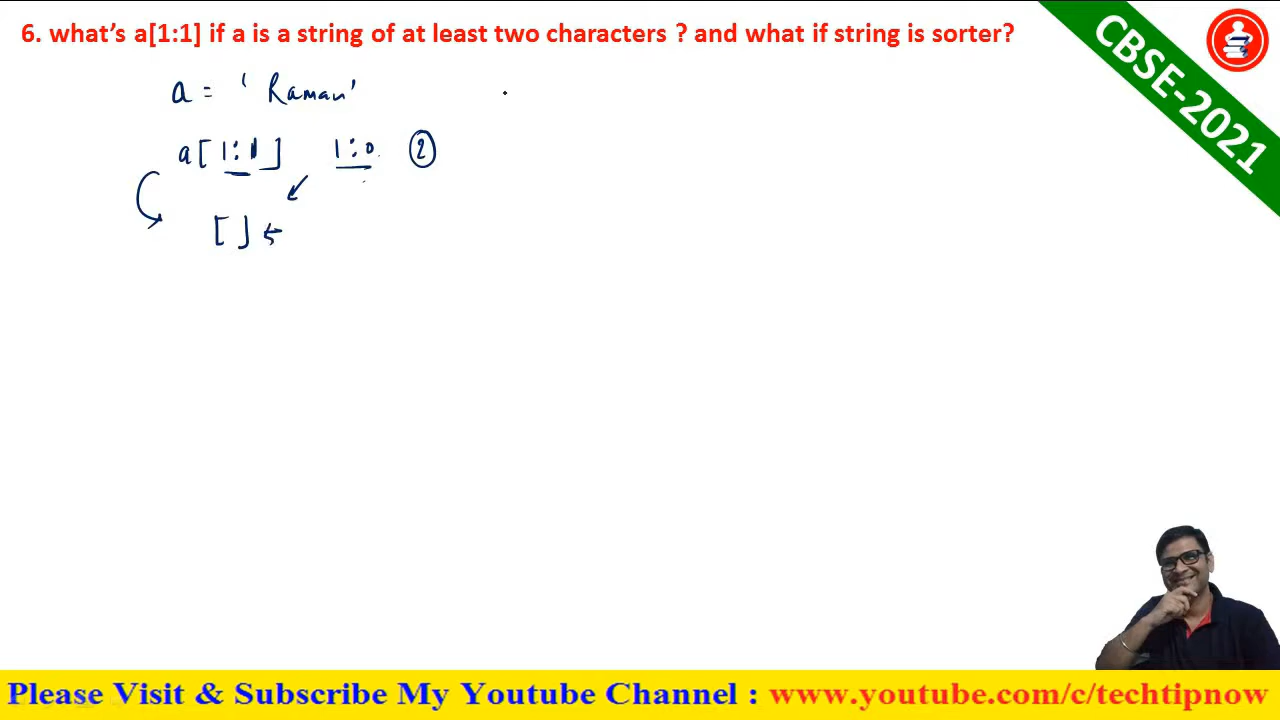 6. what's a[1:1] if a is a string of at least two characters ? and what if string is sorter?
CBSE-2021
a = ' Raman'
a[1:1] 1:0 2
[ ]
Please Visit & Subscribe My Youtube Channel : www.youtube.com/c/techtipnow